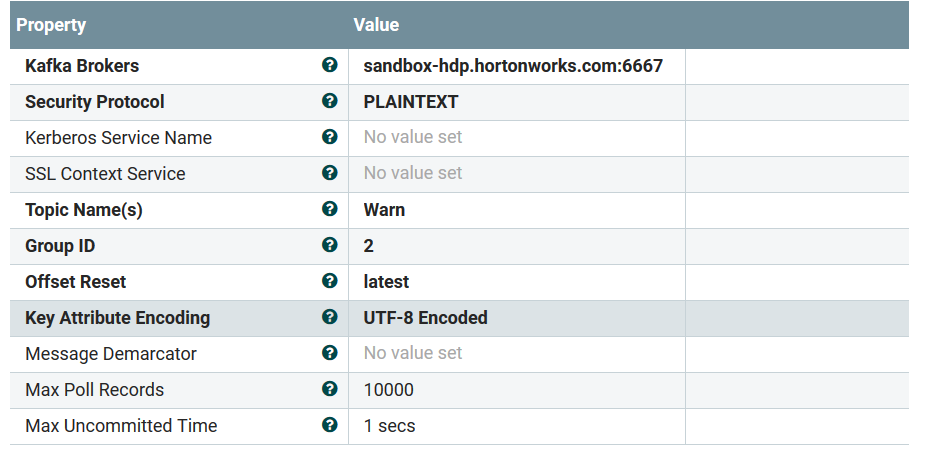 Property Value
Kafka Brokers ? sandbox-hdp.hortonworks.com:6667
Security Protocol ? PLAINTEXT
Kerberos Service Name ? No value set
SSL Context Service ? No value set
Topic Name(s) ? Warn
Group ID ? 2
Offset Reset ? latest
Key Attribute Encoding ? UTF-8 Encoded
Message Demarcator ? No value set
Max Poll Records ? 10000
Max Uncommitted Time ? 1 secs